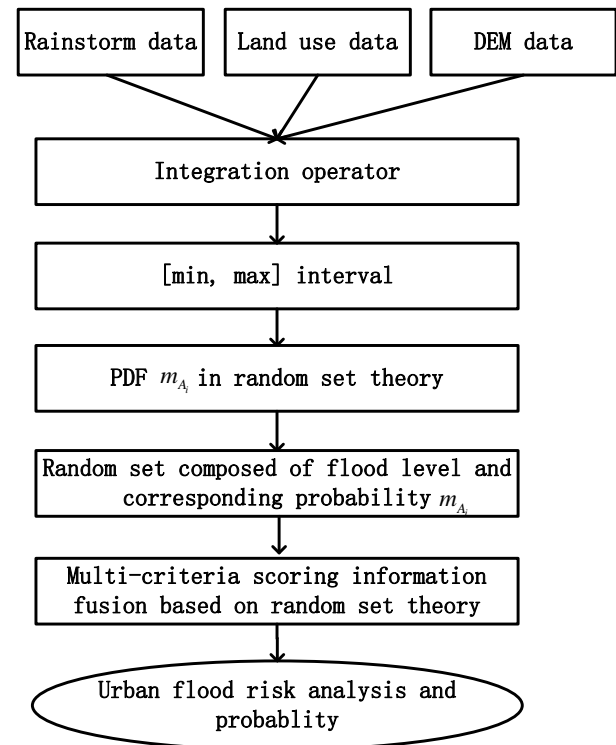 Rainstorm data
Land use data
DEM data
Integration operator
[min, max] interval
PDF m_{A_i} in random set theory
Random set composed of flood level and
corresponding probability m_{A_i}
Multi-criteria scoring information
fusion based on random set theory
Urban flood risk analysis and
probablity